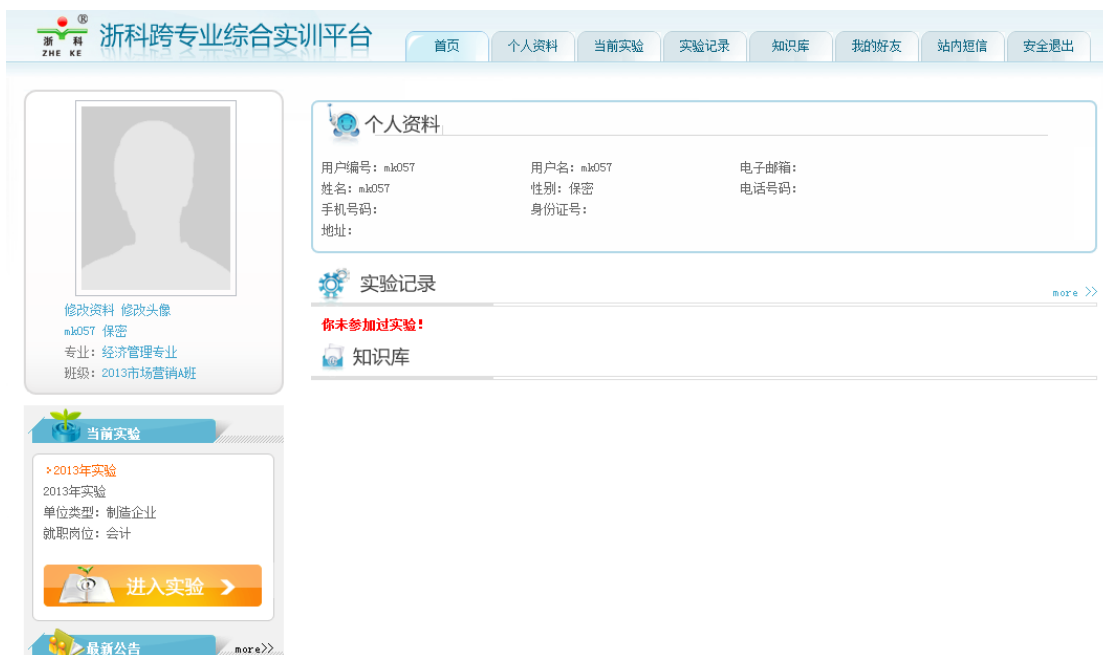 浙 科
ZHE KE
®
浙科跨专业综合实训平台
首页 个人资料 当前实验 实验记录 知识库 我的好友 站内短信 安全退出
修改资料 修改头像
mk057 保密
专业：经济管理专业
班级：2013市场营销A班
当前实验
2013年实验
2013年实验
单位类型：制造企业
就职岗位：会计
进入实验
最新公告 more>>
个人资料
用户编号：mk057 用户名：mk057 电子邮箱：
姓名：mk057 性别：保密 电话号码：
手机号码： 身份证号：
地址：
实验记录
more >>
你未参加过实验！
知识库